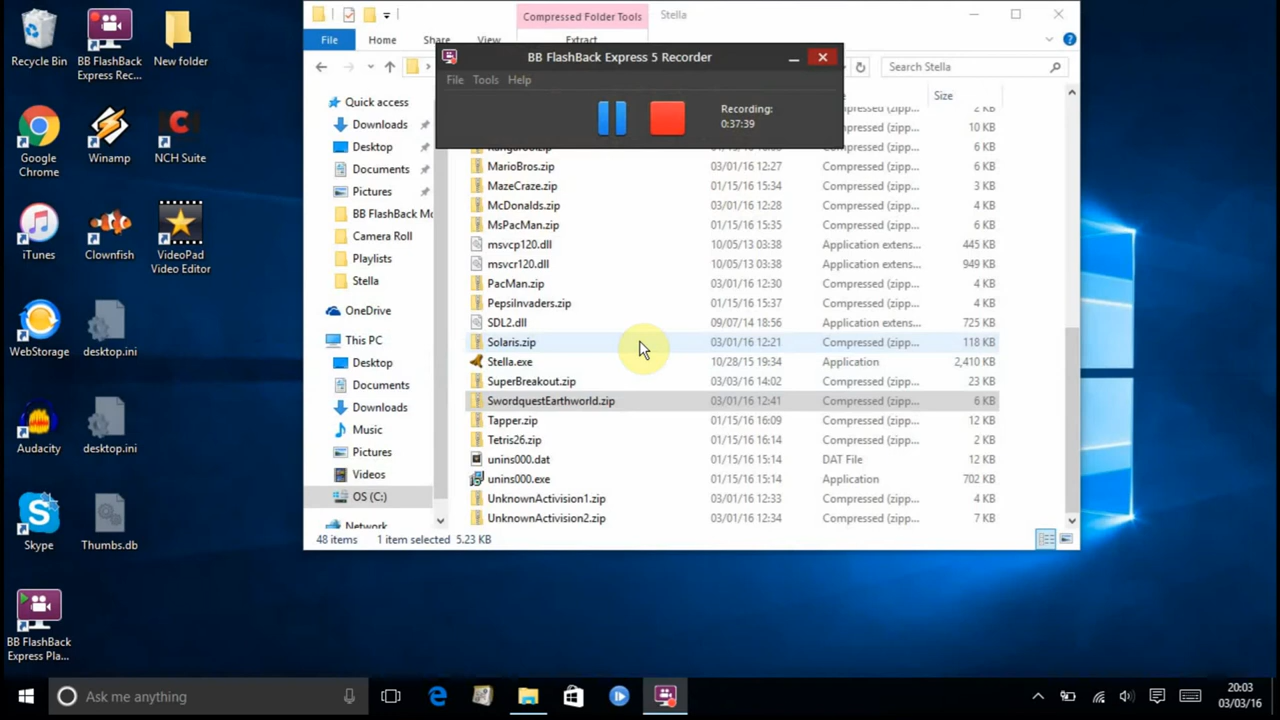 Recycle Bin
BB FlashBack
Express Rec...
New folder
Google
Chrome
Winamp
NCH Suite
iTunes
Clownfish
VideoPad
Video Editor
WebStorage
desktop.ini
Audacity
desktop.ini
Skype
Thumbs.db
BB FlashBack
Express Pla...
Compressed Folder Tools
Stella
File
Home
Share
View
Extract
Search Stella
BB FlashBack Express 5 Recorder
File Tools Help
Recording:
0:37:39
Quick access
Downloads
Desktop
Documents
Pictures
BB FlashBack Mo
Camera Roll
Playlists
Stella
OneDrive
This PC
Desktop
Documents
Downloads
Music
Pictures
Videos
OS (C:)
Network
Size
2 KB
03/01/16 12:28 Compressed (zipp... 10 KB
Compressed (zipp... 6 KB
MarioBros.zip 03/01/16 12:27 Compressed (zipp... 6 KB
MazeCraze.zip 01/15/16 15:34 Compressed (zipp... 3 KB
McDonalds.zip 03/01/16 12:28 Compressed (zipp... 6 KB
MsPacMan.zip 01/15/16 15:35 Compressed (zipp... 6 KB
msvcp120.dll 10/05/13 03:38 Application extens... 445 KB
msvcr120.dll 10/05/13 03:38 Application extens... 949 KB
PacMan.zip 03/01/16 12:30 Compressed (zipp... 4 KB
PepsiInvaders.zip 01/15/16 15:37 Compressed (zipp... 4 KB
SDL2.dll 09/07/14 18:56 Application extens... 725 KB
Solaris.zip 03/01/16 12:21 Compressed (zipp... 118 KB
Stella.exe 10/28/15 19:34 Application 2,410 KB
SuperBreakout.zip 03/03/16 14:02 Compressed (zipp... 23 KB
SwordquestEarthworld.zip 03/01/16 12:41 Compressed (zipp... 6 KB
Tapper.zip 01/15/16 16:09 Compressed (zipp... 12 KB
Tetris26.zip 01/15/16 16:14 Compressed (zipp... 2 KB
unins000.dat 01/15/16 15:14 DAT File 12 KB
unins000.exe 01/15/16 15:14 Application 702 KB
UnknownActivision1.zip 03/01/16 12:33 Compressed (zipp... 4 KB
UnknownActivision2.zip 03/01/16 12:34 Compressed (zipp... 7 KB
48 items 1 item selected 5.23 KB
Ask me anything
20:03
03/03/16